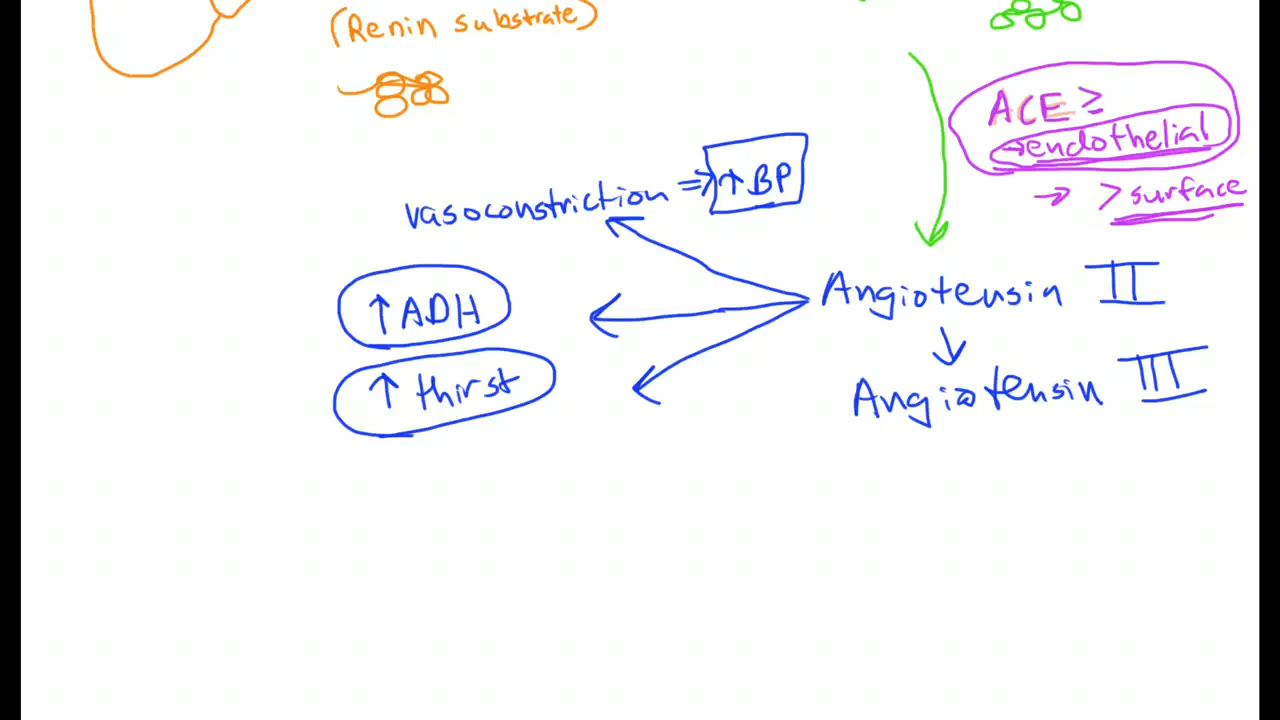 (Renin substrate)
ACE ≥
→endothelial
→ > surface
vasoconstriction ⇒ ↑ BP
Angiotensin II
↑ ADH
↑ thirst
Angiotensin III